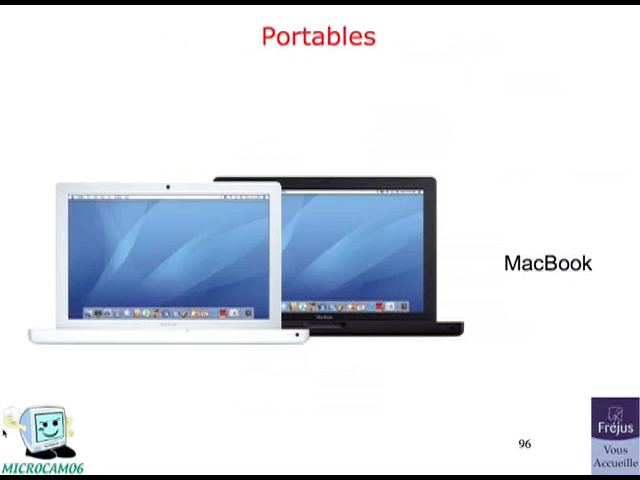 Portables
MacBook
96
MICROCAM06
Fréjus
Vous
Accueille